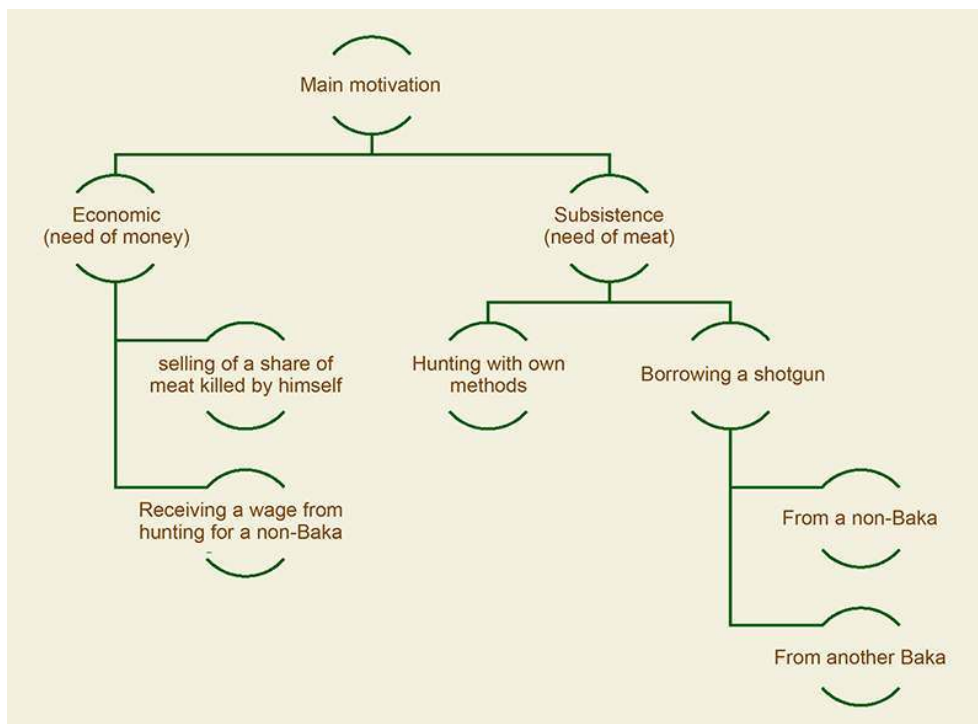 Main motivation
Economic
(need of money)
Subsistence
(need of meat)
selling of a share of
meat killed by himself
Hunting with own
methods
Borrowing a shotgun
Receiving a wage from
hunting for a non-Baka
From a non-Baka
From another Baka